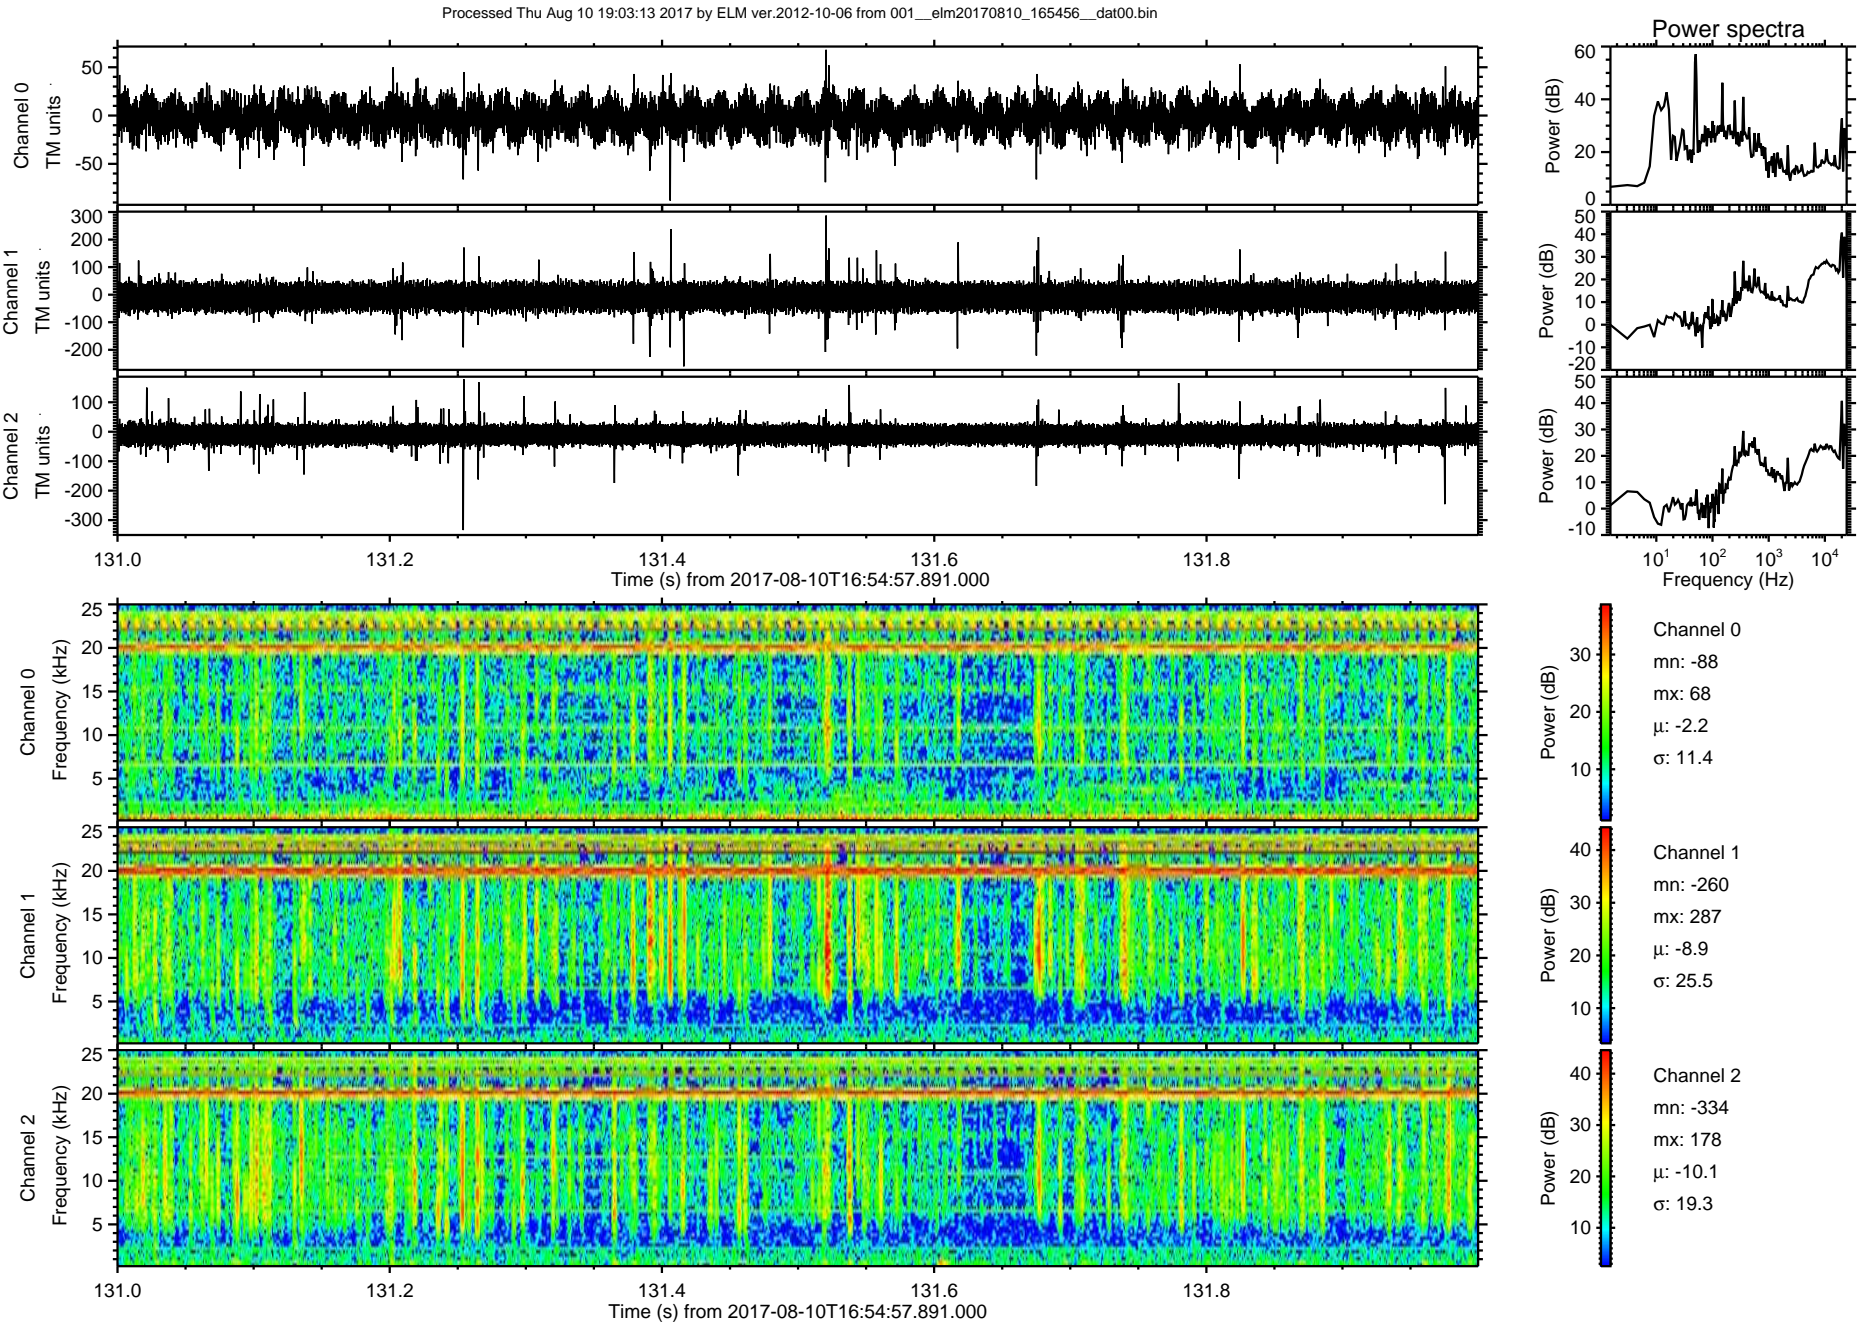 Processed Thu Aug 10 19:03:13 2017 by ELM ver.2012-10-06 from 001__elm20170810_165456__dat00.bin
Power spectra
Channel 0
TM units
50
0
-50
Power (dB)
60
40
20
0
Channel 1
TM units
300
200
100
0
-100
-200
Power (dB)
50
40
30
20
10
0
-10
-20
Channel 2
TM units
100
0
-100
-200
-300
Power (dB)
50
40
30
20
10
0
-10
131.0 131.2 131.4 131.6 131.8
Time (s) from 2017-08-10T16:54:57.891.000
10^1 10^2 10^3 10^4
Frequency (Hz)
Channel 0
Frequency (kHz)
25
20
15
10
5
Power (dB)
30
20
10
Channel 0
mn: -88
mx: 68
μ: -2.2
σ: 11.4
Channel 1
Frequency (kHz)
25
20
15
10
5
Power (dB)
40
30
20
10
Channel 1
mn: -260
mx: 287
μ: -8.9
σ: 25.5
Channel 2
Frequency (kHz)
25
20
15
10
5
Power (dB)
40
30
20
10
Channel 2
mn: -334
mx: 178
μ: -10.1
σ: 19.3
131.0 131.2 131.4 131.6 131.8
Time (s) from 2017-08-10T16:54:57.891.000